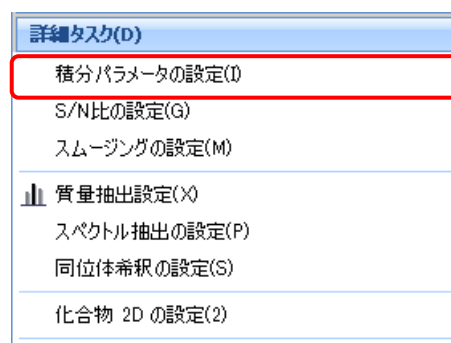 詳細タスク(D)
積分パラメータの設定(I)
S/N比の設定(G)
スムージングの設定(M)
質量抽出設定(X)
スペクトル抽出の設定(P)
同位体希釈の設定(S)
化合物 2D の設定(2)